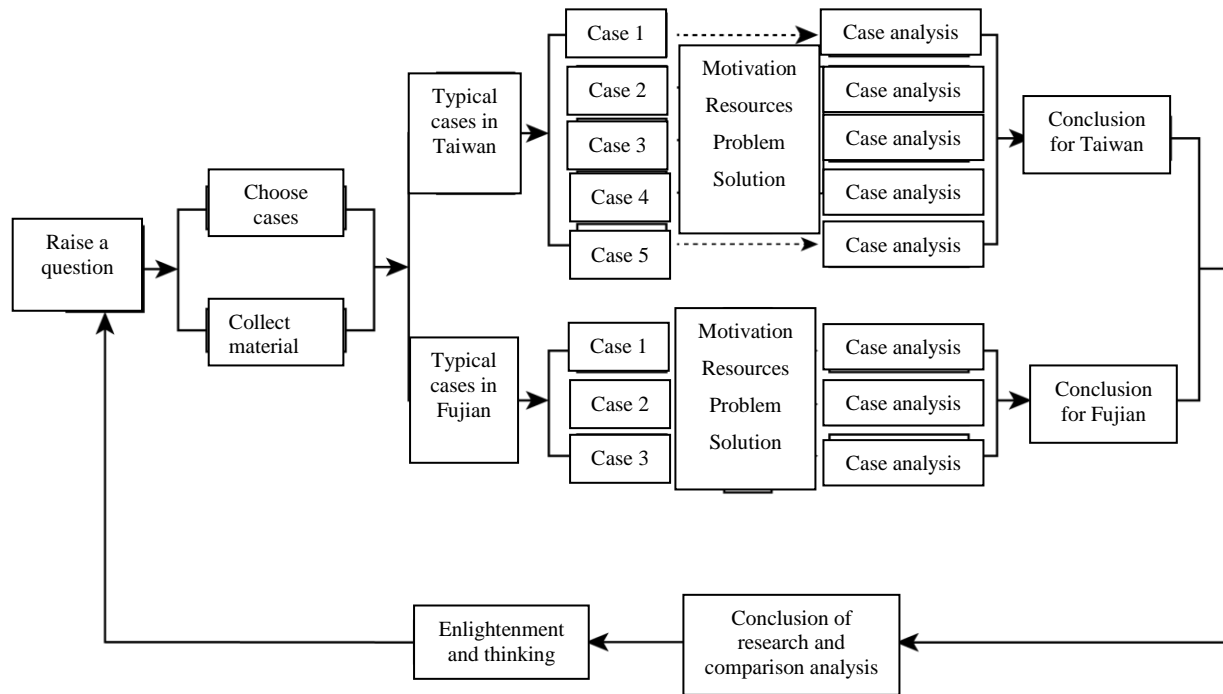 Raise a
question
Choose
cases
Collect
material
Typical
cases in
Taiwan
Case 1
Case 2
Case 3
Case 4
Case 5
Motivation
Resources
Problem
Solution
Case analysis
Case analysis
Case analysis
Case analysis
Case analysis
Conclusion
for Taiwan
Typical
cases in
Fujian
Case 1
Case 2
Case 3
Motivation
Resources
Problem
Solution
Case analysis
Case analysis
Case analysis
Conclusion
for Fujian
Conclusion of
research and
comparison analysis
Enlightenment
and thinking